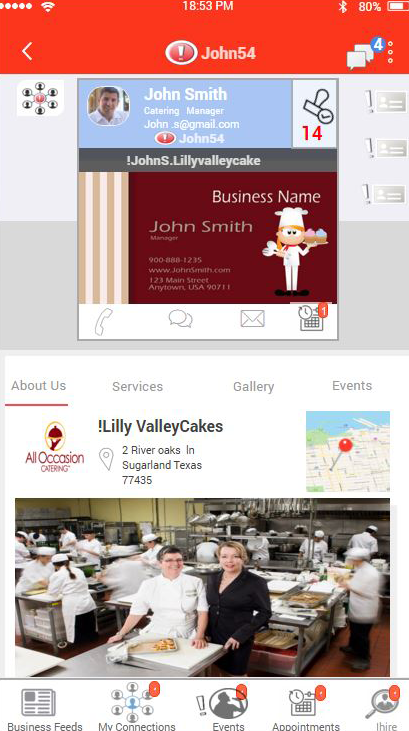 18:53 PM
80%
! John54
4
John Smith
Catering Manager
John .s@gmail.com
! John54
14
!JohnS.Lillyvalleycake
Business Name
John Smith
Manager
900-888-1235
www.JohnSmith.com
123 Main Street
Anytown, USA 90711
1
About Us
Services
Gallery
Events
All Occasion
CATERING
!Lilly ValleyCakes
2 River oaks ln
Sugarland Texas
77435
Business Feeds
My Connections
Events
Appointments
Ihire